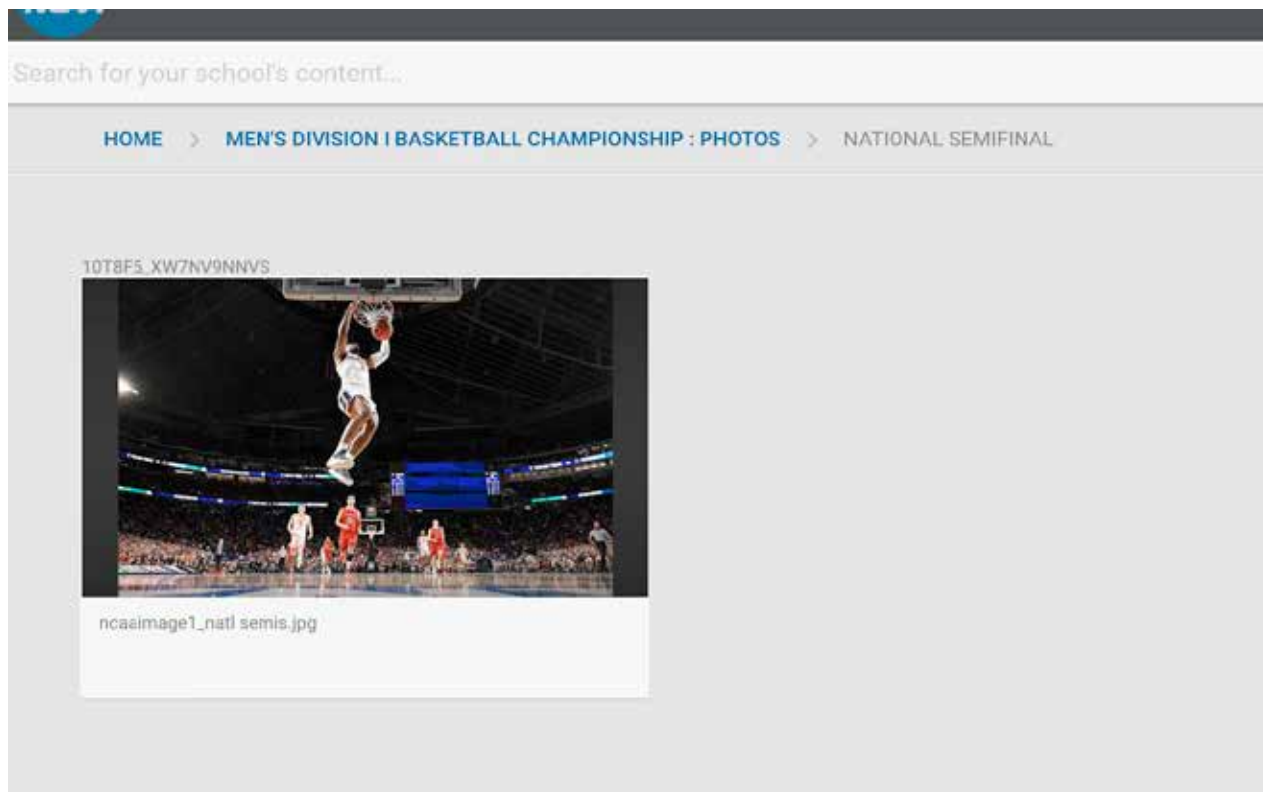 Search for your school's content...
HOME > MEN'S DIVISION I BASKETBALL CHAMPIONSHIP : PHOTOS > NATIONAL SEMIFINAL
10T8F5_XW7NV9NNVS
ncaaimage1_natl semis.jpg